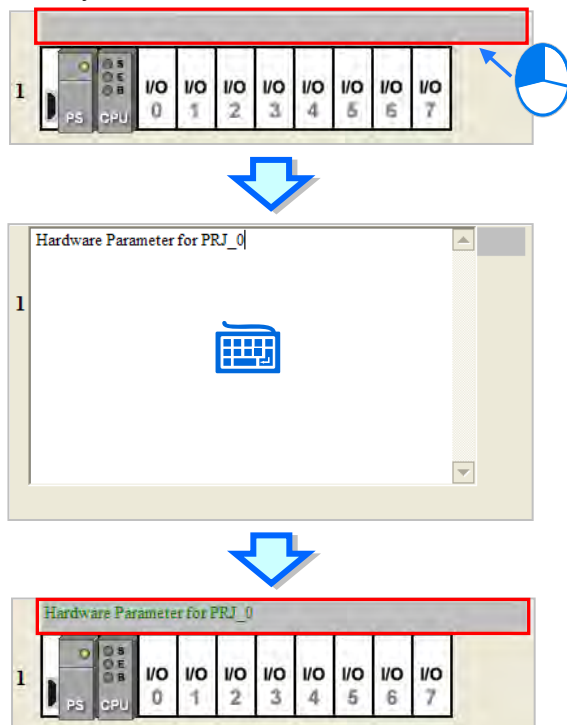 S
E
B
1
PS CPU I/O 0 I/O 1 I/O 2 I/O 3 I/O 4 I/O 5 I/O 6 I/O 7
Hardware Parameter for PRJ_0
1
Hardware Parameter for PRJ_0
S
E
B
1
PS CPU I/O 0 I/O 1 I/O 2 I/O 3 I/O 4 I/O 5 I/O 6 I/O 7